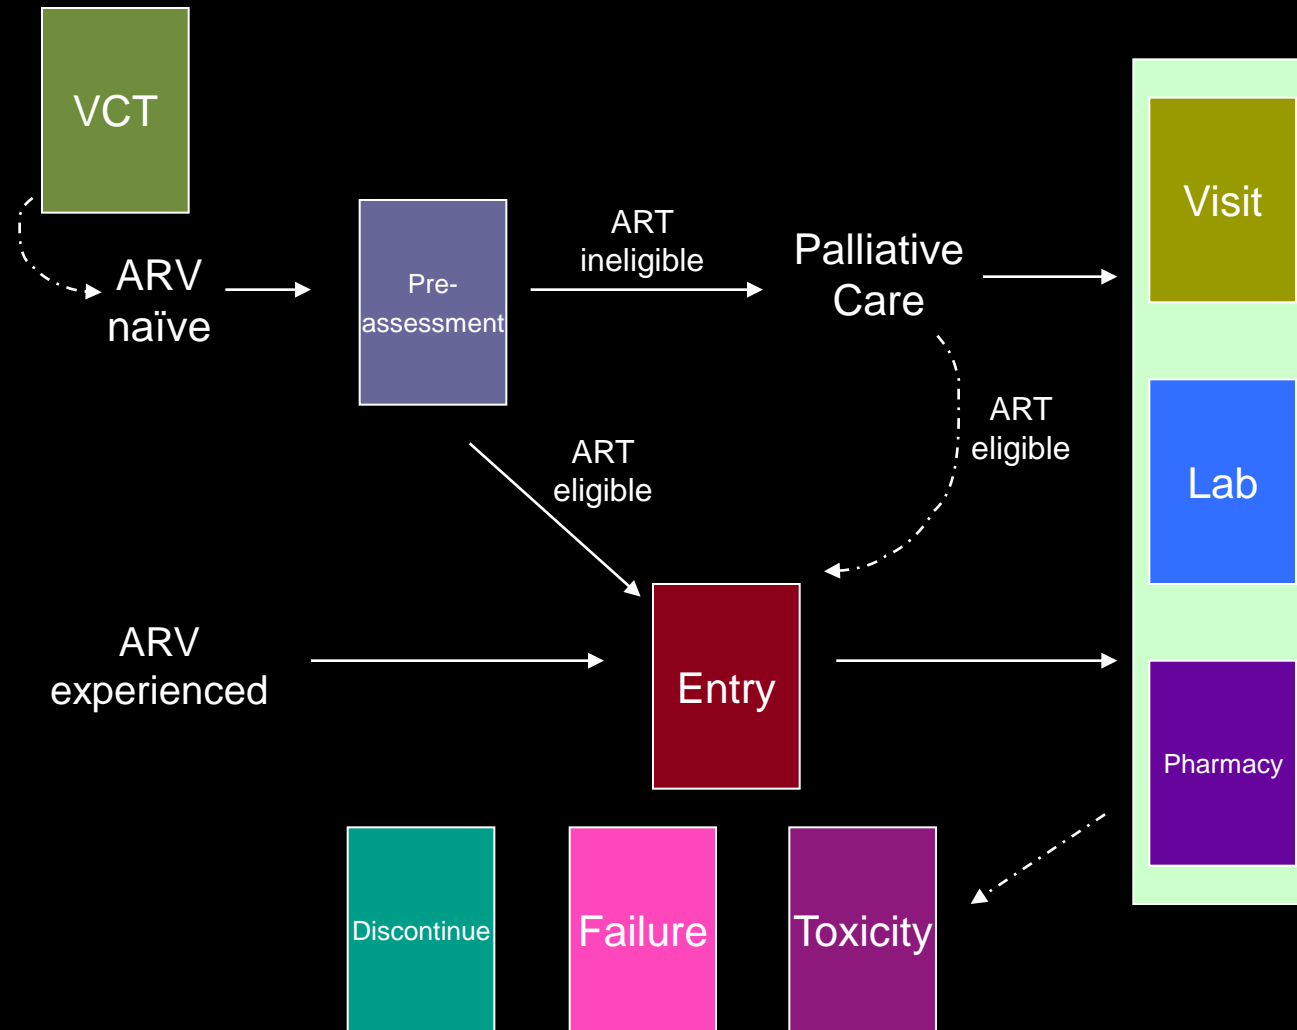 VCT
ARV
naïve
Pre-
assessment
ART
ineligible
Palliative
Care
Visit
ART
eligible
ART
eligible
Lab
ARV
experienced
Entry
Pharmacy
Discontinue
Failure
Toxicity